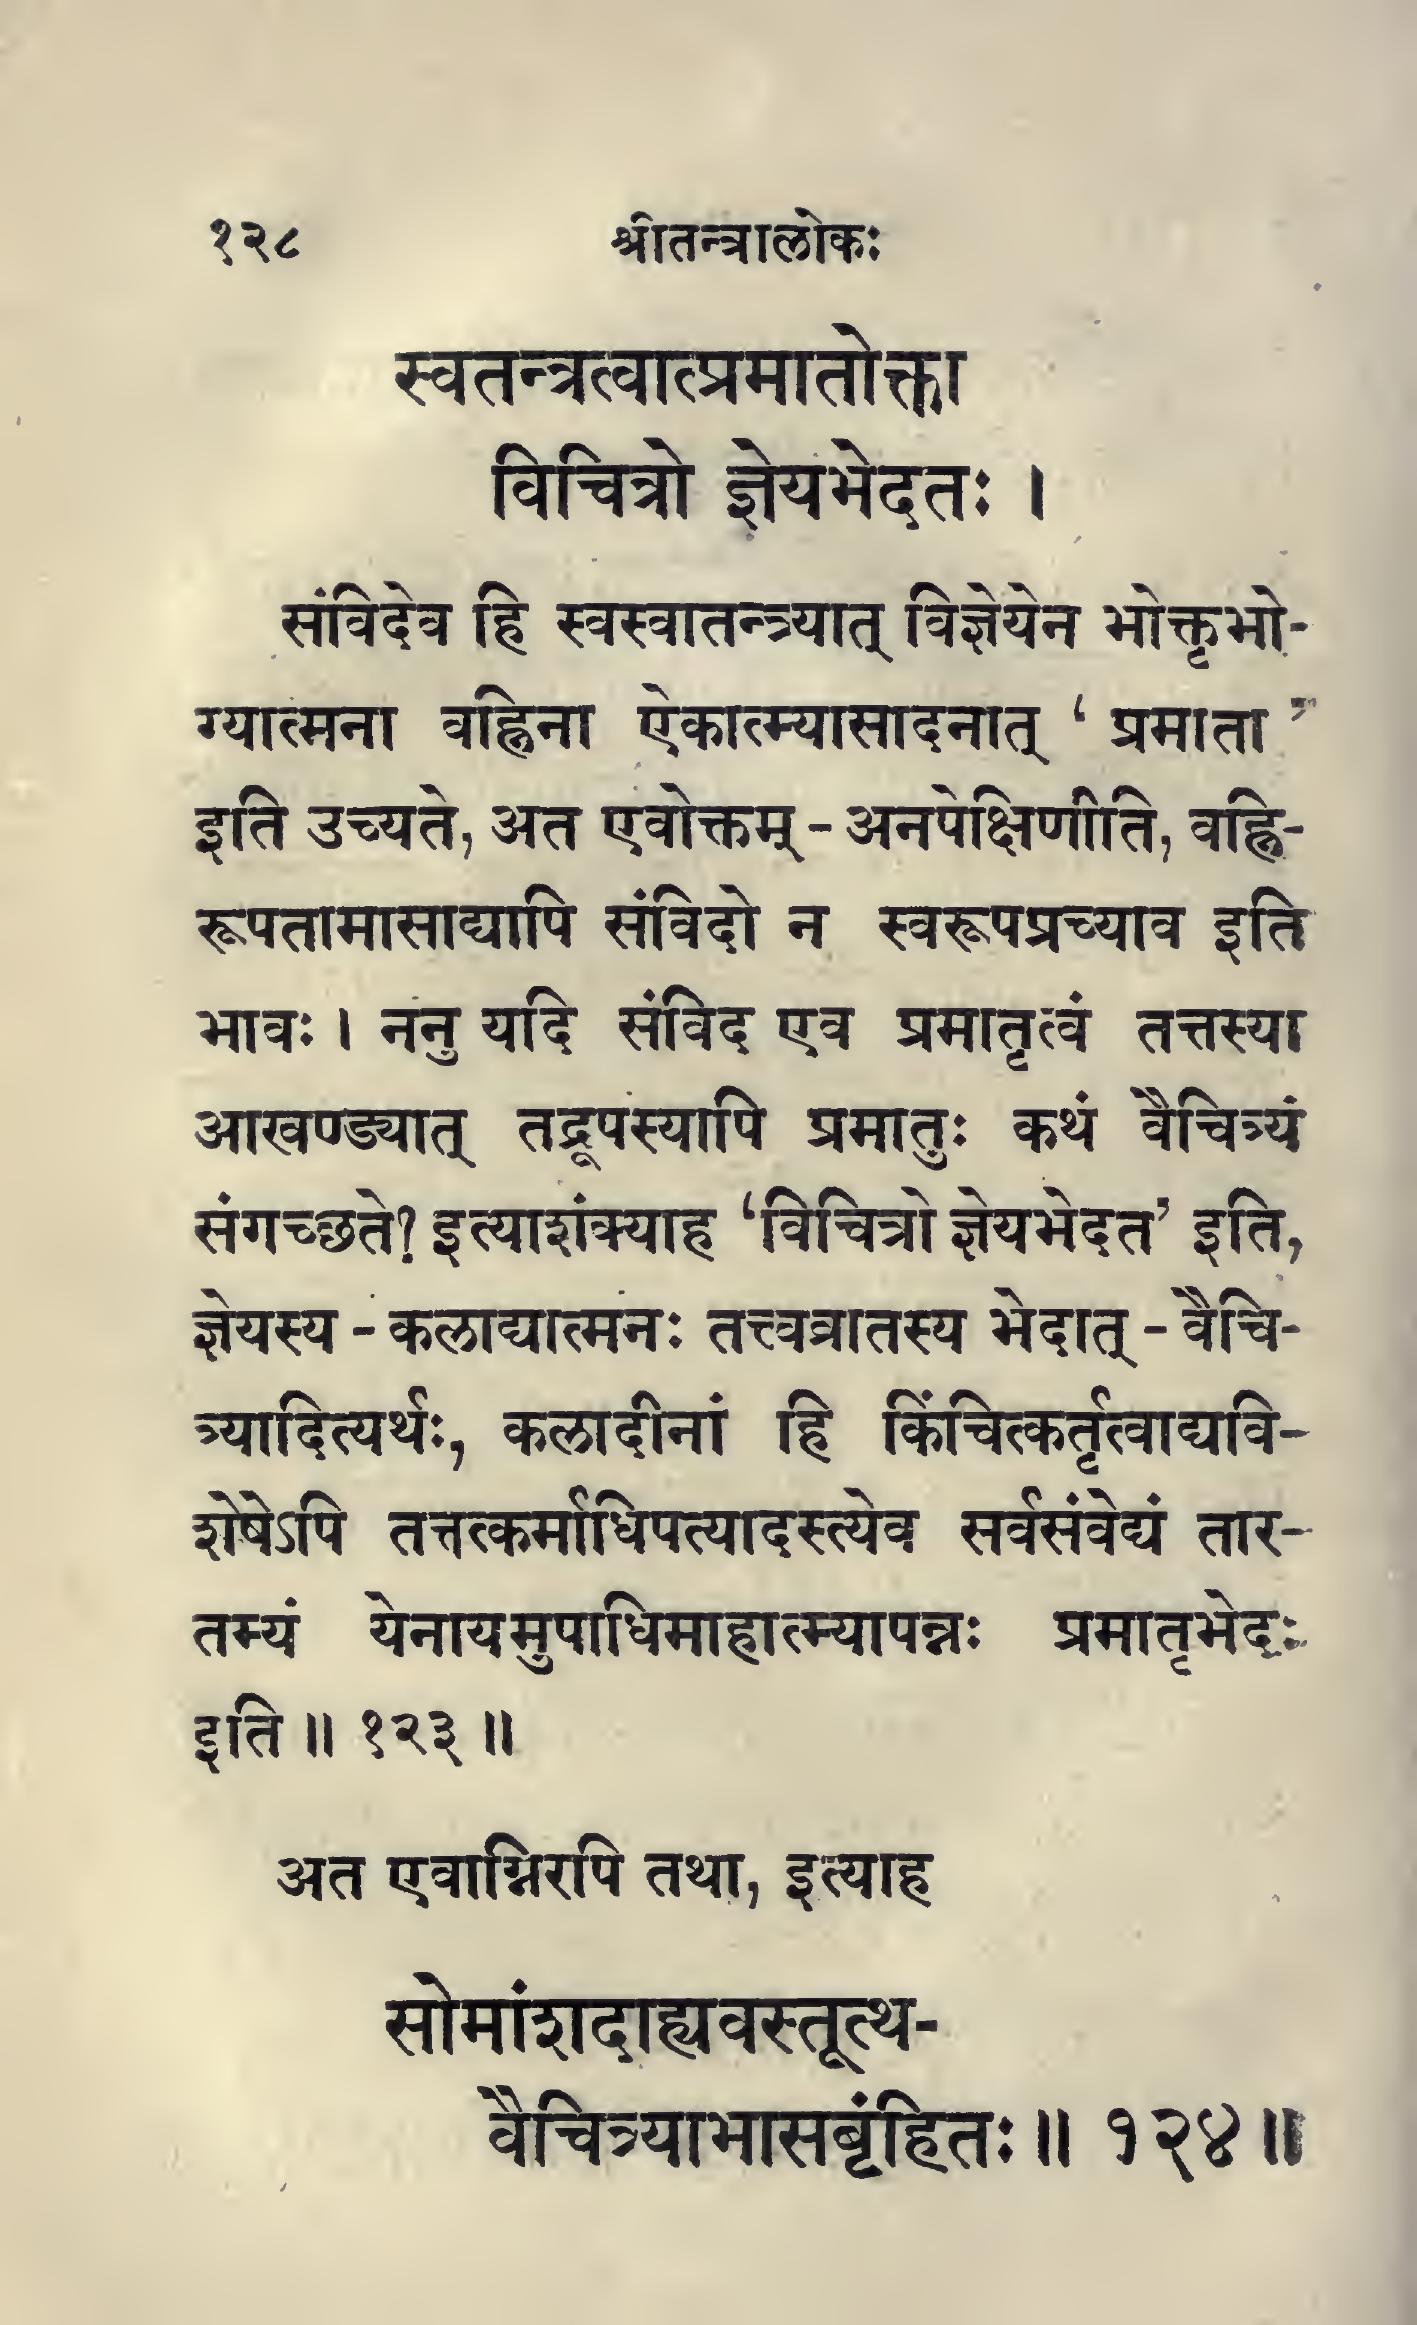 १२८ श्रीतन्त्रालोकः
स्वतन्त्रत्वात्प्रमातोक्ता
विचित्रो ज्ञेयभेदतः ।
संविदेव हि स्वस्वातन्त्र्यात् विज्ञेयेन भोक्तृभो-
ग्यात्मना वह्निना ऐकात्म्यासादनात् ‘ प्रमाता ’
इति उच्यते, अत एवोक्तम् - अनपेक्षिणीति, वह्नि-
रूपतामासाद्यापि संविदो न स्वरूपप्रच्याव इति
भावः । ननु यदि संविद एव प्रमातृत्वं तत्तस्या
आखण्ड्यात् तद्रूपस्यापि प्रमातुः कथं वैचित्र्यं
संगच्छते? इत्याशंक्याह ‘विचित्रो ज्ञेयभेदत’ इति,
ज्ञेयस्य - कलाद्यात्मनः तत्त्वव्रातस्य भेदात् - वैचि-
त्र्यादित्यर्थः, कलादीनां हि किंचित्कर्तृत्वाद्यवि-
शेषेऽपि तत्तत्कर्माधिपत्यादस्त्येव सर्वसंवेद्यं तार-
तम्यं येनायमुपाधिमाहात्म्यापन्नः प्रमातृभेदः
इति ॥ १२३ ॥
अत एवाग्निरपि तथा, इत्याह
सोमांशदाह्यवस्तूत्थ-
वैचित्र्याभासबृंहितः ॥ १२४ ॥